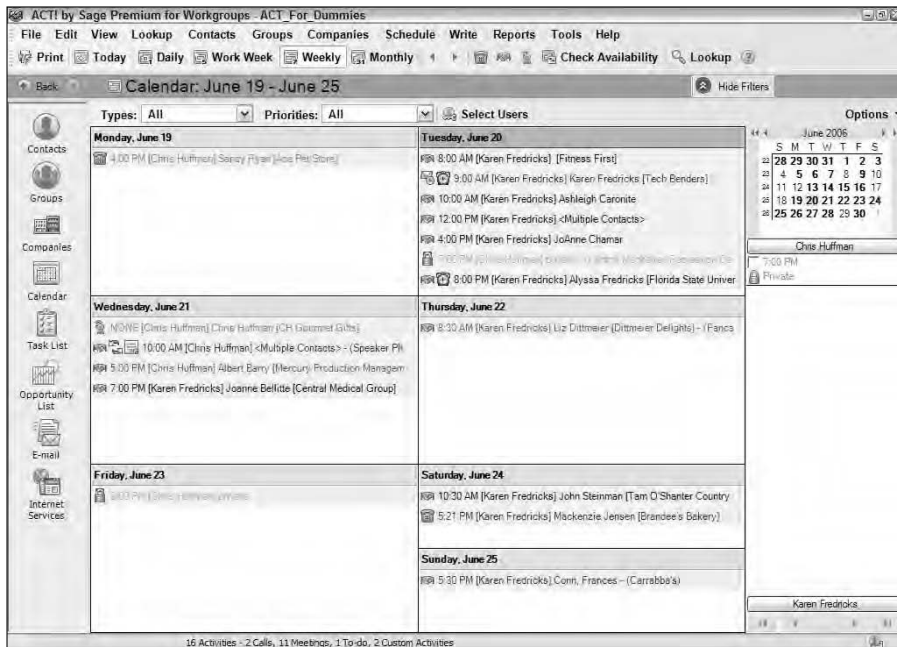 ACT! by Sage Premium for Workgroups - ACT_For_Dummies
File Edit View Lookup Contacts Groups Companies Schedule Write Reports Tools Help
Print Today Daily Work Week Weekly Monthly Check Availability Lookup
Back Calendar: June 19 - June 25 Hide Filters
Types: All Priorities: All Select Users Options
Contacts
Groups
Companies
Calendar
Task List
Opportunity
List
E-mail
Internet
Services
Monday, June 19
4:00 PM [Chris Huffman] Sandy Ryan [Ace Pet Store]
Tuesday, June 20
8:00 AM [Karen Fredricks] [Fitness First]
9:00 AM [Karen Fredricks] Karen Fredricks [Tech Benders]
10:00 AM [Karen Fredricks] Ashleigh Caronite
12:00 PM [Karen Fredricks] <Multiple Contacts>
4:00 PM [Karen Fredricks] JoAnne Chamar
8:00 PM [Karen Fredricks] Alyssa Fredricks [Florida State Univer
Wednesday, June 21
NONE [Chris Huffman] Chris Huffman [CH Gourmet Gifts]
10:00 AM [Chris Huffman] <Multiple Contacts> - (Speaker Ph
5:00 PM [Chris Huffman] Albert Barry [Mercury Production Managem
7:00 PM [Karen Fredricks] Joanne Bellitte [Central Medical Group]
Thursday, June 22
8:30 AM [Karen Fredricks] Liz Dittmeier [Dittmeier Delights] - (Panca
Friday, June 23
Saturday, June 24
10:30 AM [Karen Fredricks] John Steinman [Tam O'Shanter Country
5:21 PM [Karen Fredricks] Mackenzie Jensen [Brandee's Bakery]
Sunday, June 25
5:30 PM [Karen Fredricks] Conn, Frances - (Carrabba's)
June 2006
S M T W T F S
22 28 29 30 31 1 2 3
23 4 5 6 7 8 9 10
24 11 12 13 14 15 16 17
25 18 19 20 21 22 23 24
26 25 26 27 28 29 30 1
Chris Huffman
7:00 PM
Private
Karen Fredricks
16 Activities - 2 Calls, 11 Meetings, 1 To-do, 2 Custom Activities